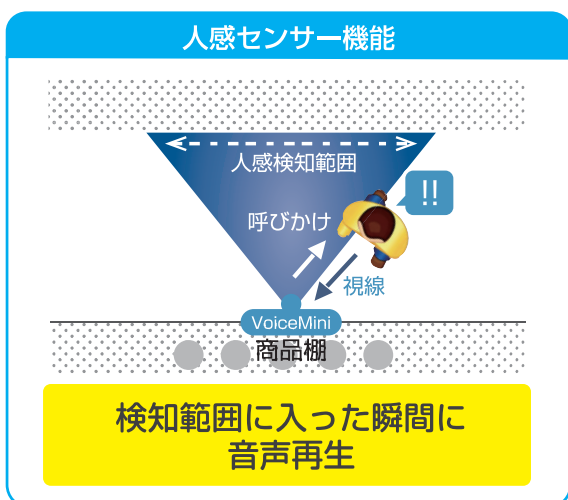 人感センサー機能
人感検知範囲
呼びかけ
!!
視線
VoiceMini
商品棚
検知範囲に入った瞬間に
音声再生